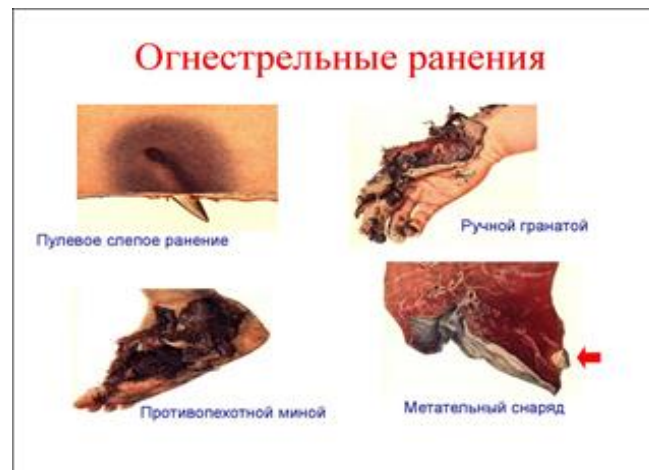 Огнестрельные ранения
Пулевое слепое ранение
Ручной гранатой
Противопехотной миной
Метательный снаряд